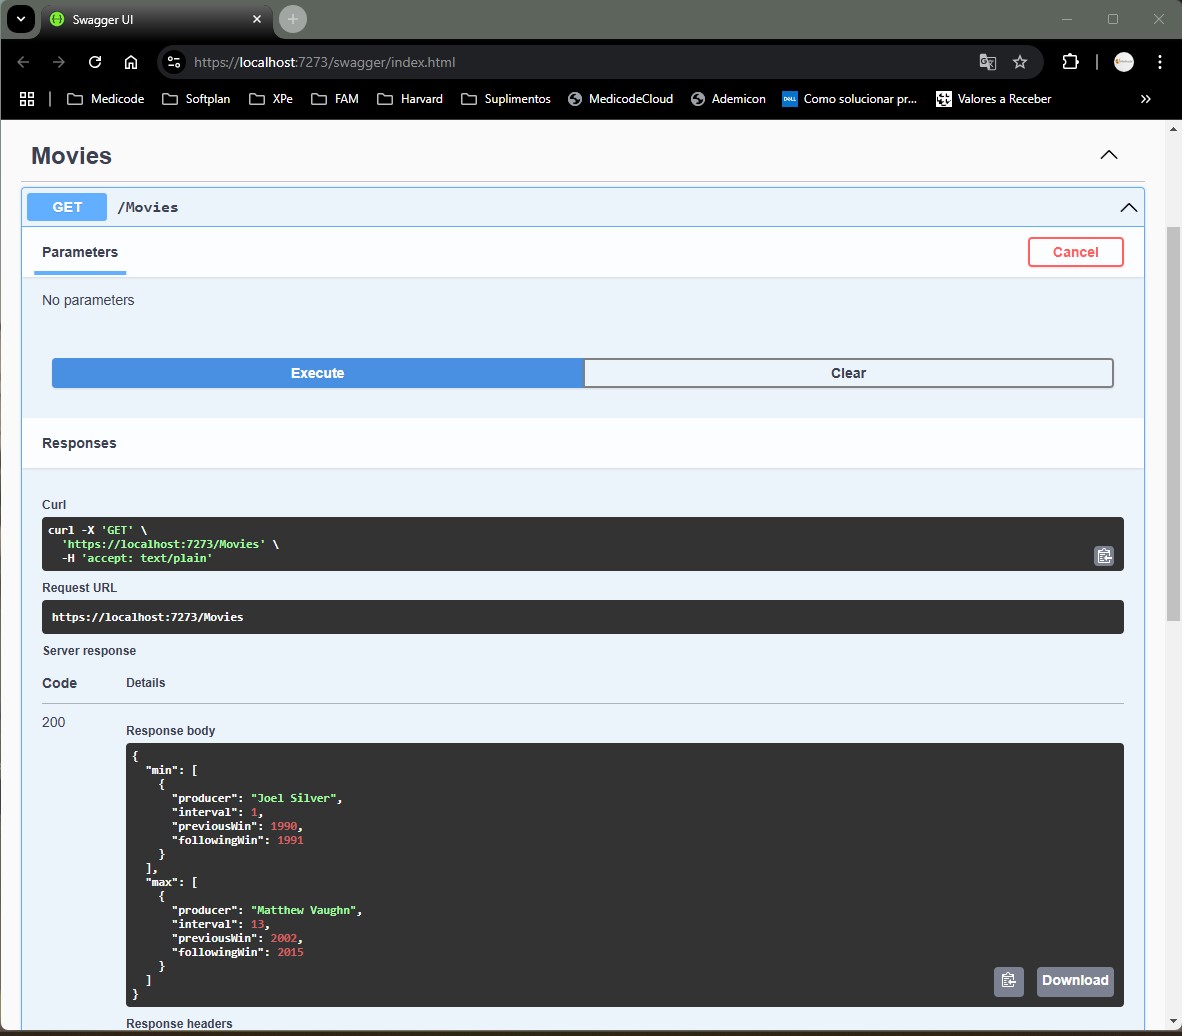 Swagger UI
https://localhost:7273/swagger/index.html
Medicode
Softplan
XPe
FAM
Harvard
Suplimentos
MedicodeCloud
Ademicon
DELL
Como solucionar pr...
Valores a Receber
Movies
GET
/Movies
Parameters
Cancel
No parameters
Execute
Clear
Responses
Curl
curl -X 'GET' \
  'https://localhost:7273/Movies' \
  -H 'accept: text/plain'
Request URL
https://localhost:7273/Movies
Server response
Code
Details
200
Response body
{
  "min": [
    {
      "producer": "Joel Silver",
      "interval": 1,
      "previousWin": 1990,
      "followingWin": 1991
    }
  ],
  "max": [
    {
      "producer": "Matthew Vaughn",
      "interval": 13,
      "previousWin": 2002,
      "followingWin": 2015
    }
  ]
}
Download
Response headers